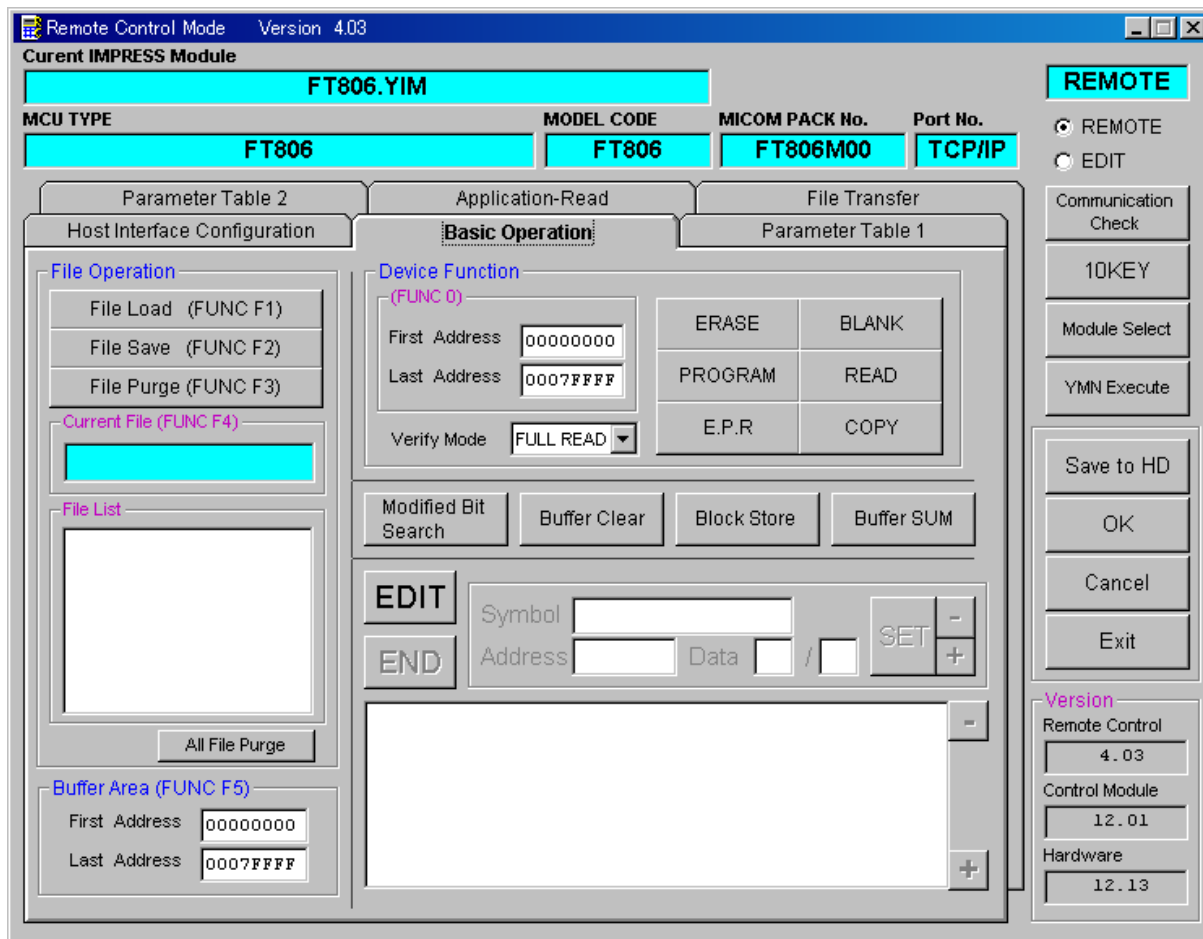 Remote Control Mode Version 4.03
Curent IMPRESS Module
FT806.YIM
MCU TYPE
MODEL CODE
MICOM PACK No.
Port No.
FT806
FT806
FT806M00
TCP/IP
REMOTE
REMOTE
EDIT
Parameter Table 2
Application-Read
File Transfer
Host Interface Configuration
Basic Operation
Parameter Table 1
File Operation
File Load (FUNC F1)
File Save (FUNC F2)
File Purge (FUNC F3)
Current File (FUNC F4)
File List
All File Purge
Buffer Area (FUNC F5)
First Address
00000000
Last Address
0007FFFF
Device Function
(FUNC 0)
First Address
00000000
Last Address
0007FFFF
Verify Mode
FULL READ
ERASE
BLANK
PROGRAM
READ
E.P.R
COPY
Modified Bit
Search
Buffer Clear
Block Store
Buffer SUM
EDIT
END
Symbol
Address
Data
/
SET
-
+
-
+
Communication
Check
10KEY
Module Select
YMN Execute
Save to HD
OK
Cancel
Exit
Version
Remote Control
4.03
Control Module
12.01
Hardware
12.13